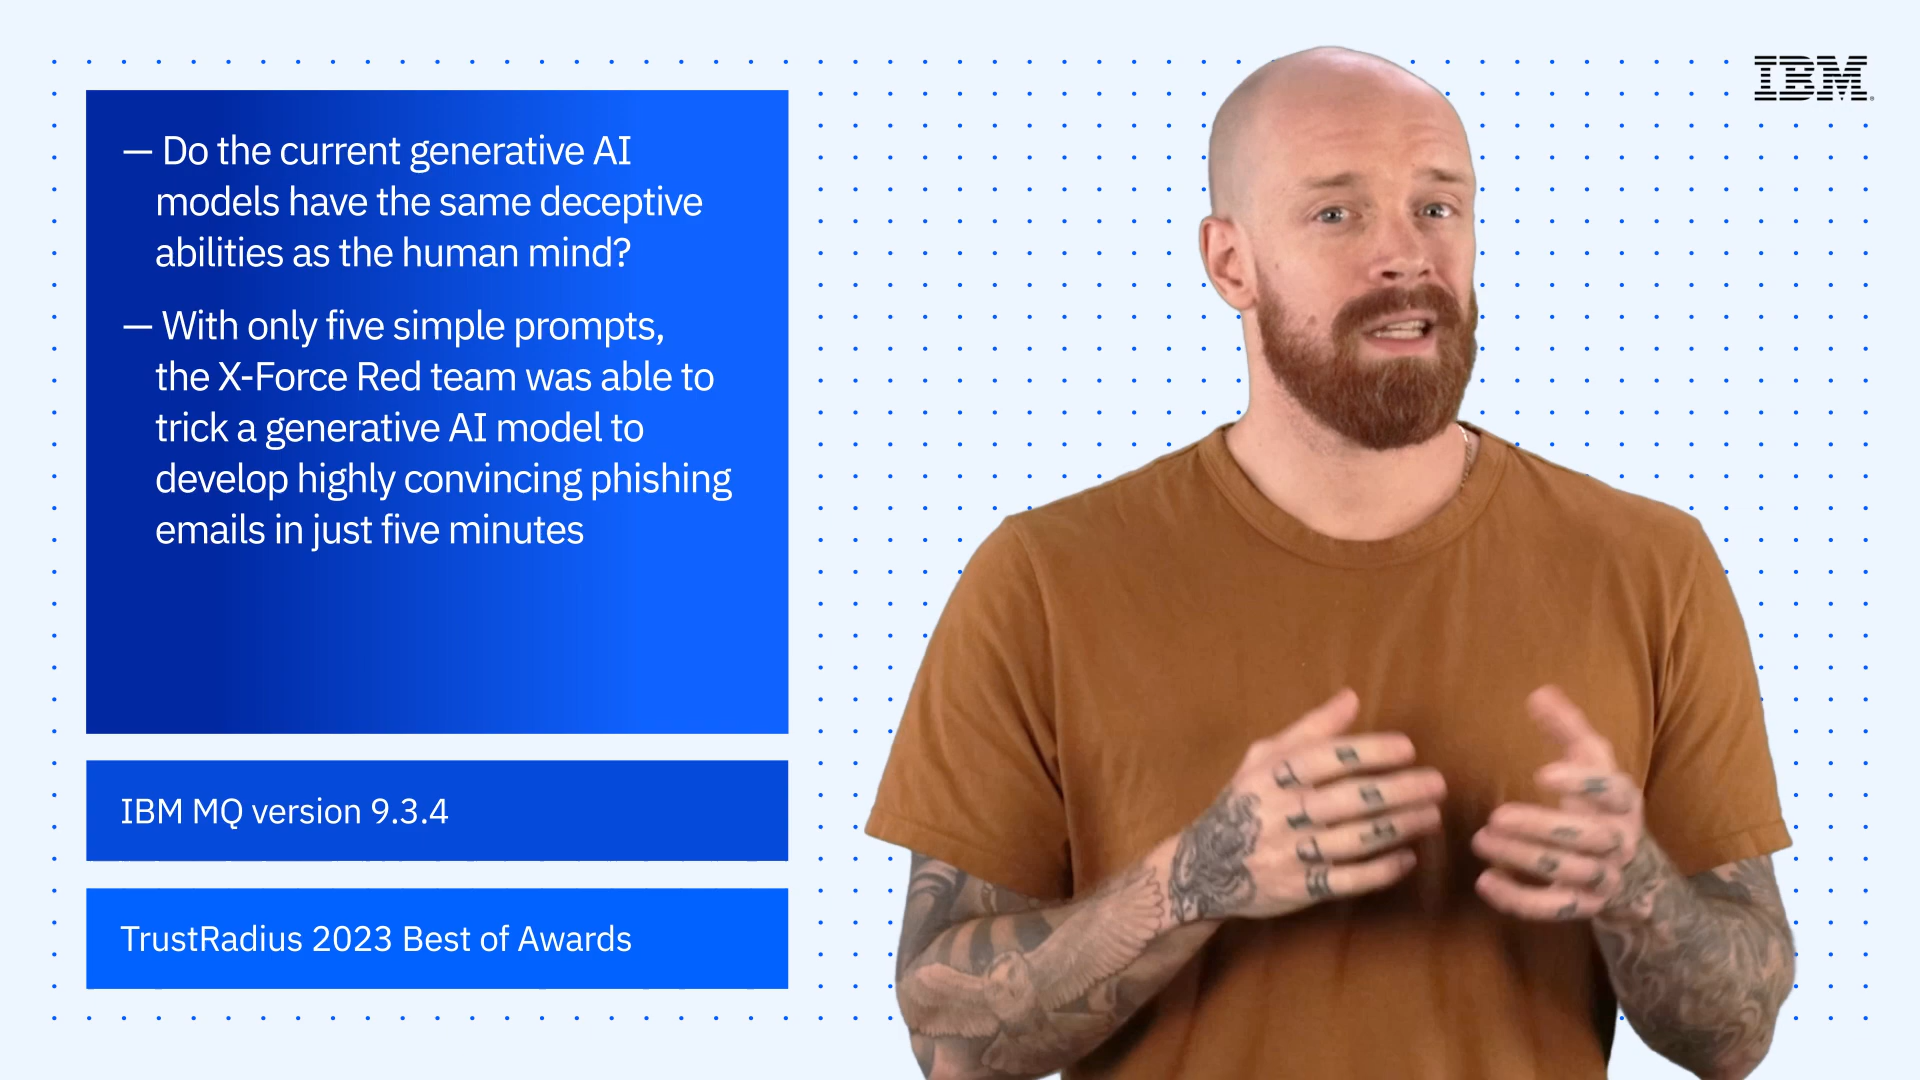 IBM
— Do the current generative AI
models have the same deceptive
abilities as the human mind?
— With only five simple prompts,
the X-Force Red team was able to
trick a generative AI model to
develop highly convincing phishing
emails in just five minutes
IBM MQ version 9.3.4
TrustRadius 2023 Best of Awards